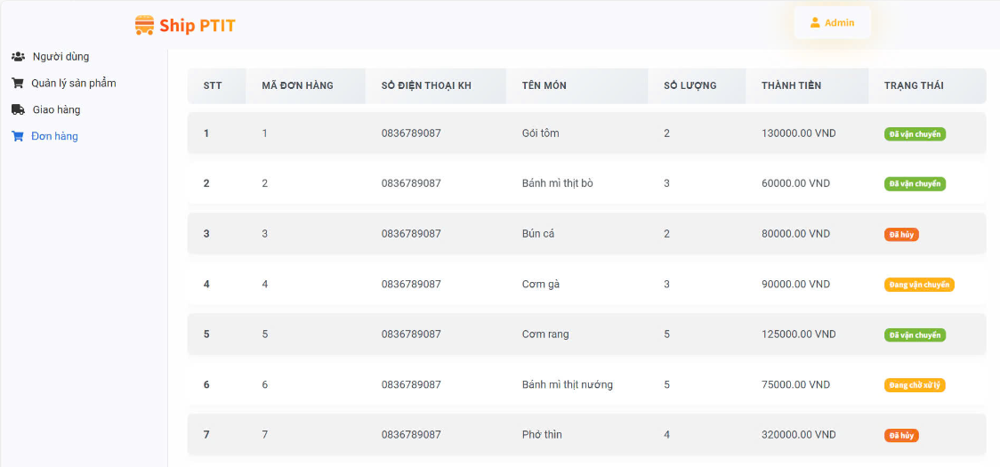 Ship PTIT
Admin
Người dùng
Quản lý sản phẩm
Giao hàng
Đơn hàng
STT MÃ ĐƠN HÀNG SỐ ĐIỆN THOẠI KH TÊN MÓN SỐ LƯỢNG THÀNH TIỀN TRẠNG THÁI
1 1 0836789087 Gói tôm 2 130000.00 VND Đã vận chuyển
2 2 0836789087 Bánh mì thịt bò 3 60000.00 VND Đã vận chuyển
3 3 0836789087 Bún cá 2 80000.00 VND Đã hủy
4 4 0836789087 Cơm gà 3 90000.00 VND Đang vận chuyển
5 5 0836789087 Cơm rang 5 125000.00 VND Đã vận chuyển
6 6 0836789087 Bánh mì thịt nướng 5 75000.00 VND Đang chờ xử lý
7 7 0836789087 Phở thìn 4 320000.00 VND Đã hủy